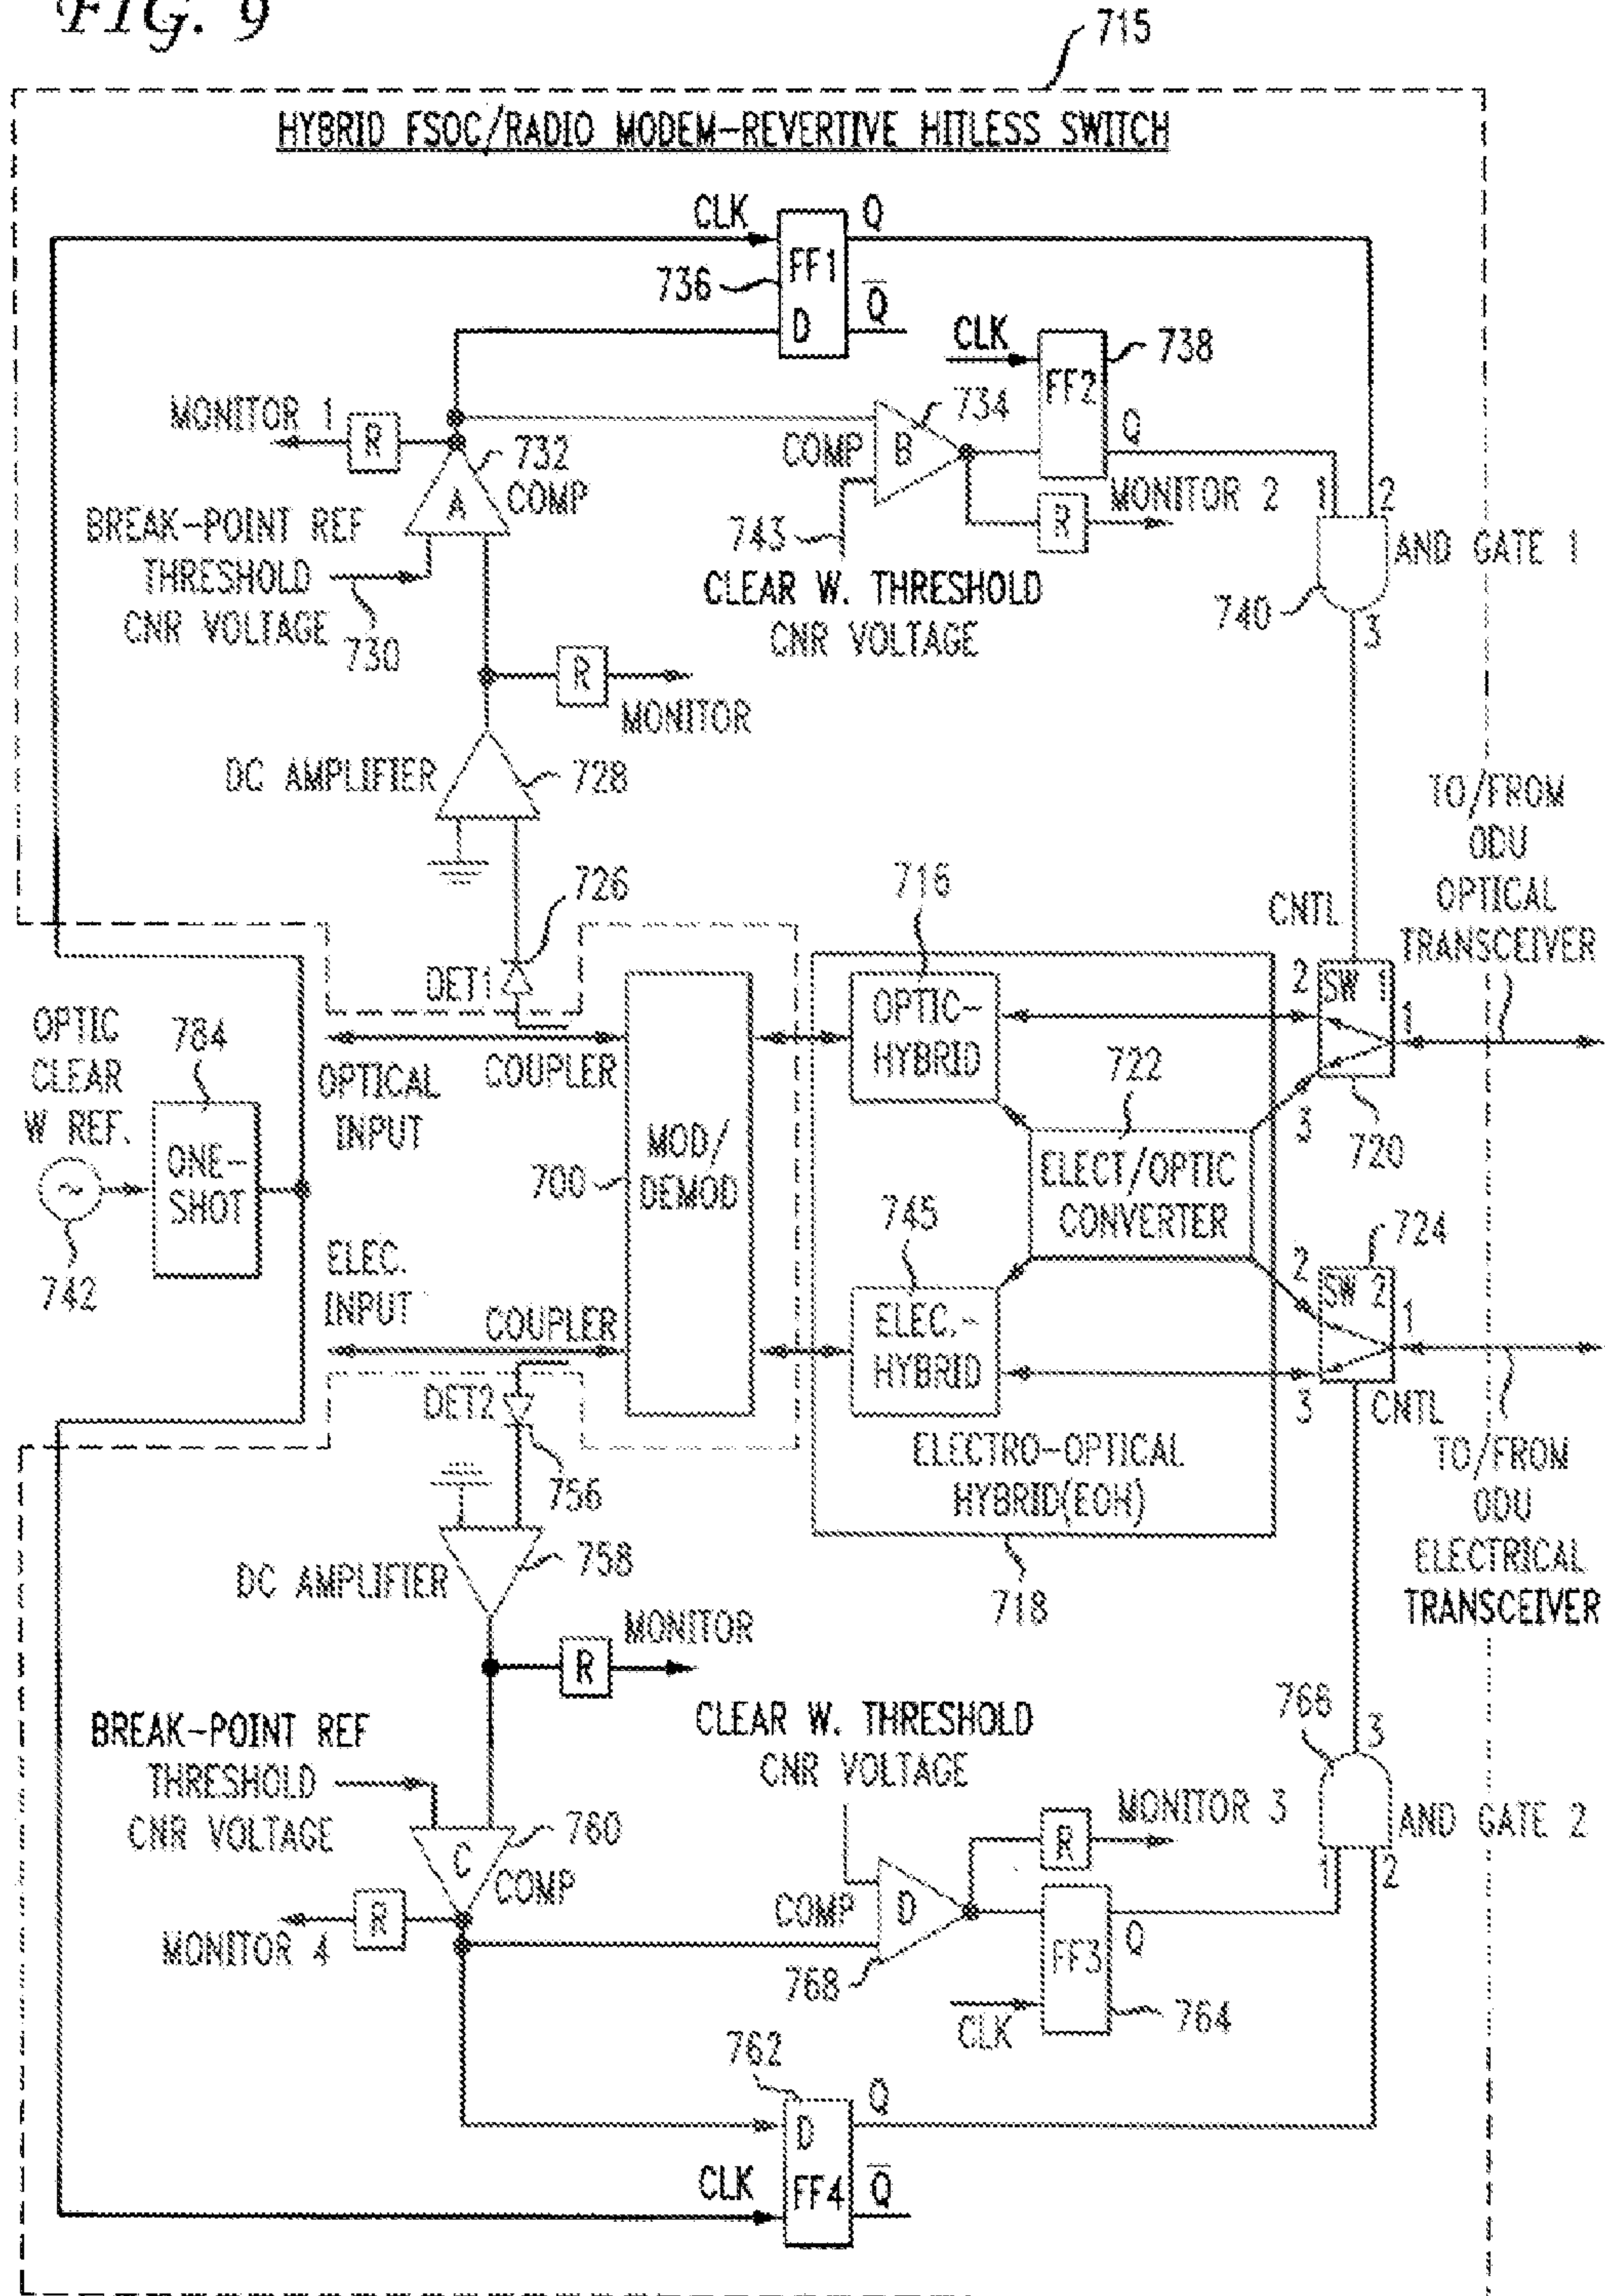 FIG. 9
715
HYBRID FSOC/RADIO MODEM-REVERTIVE HITLESS SWITCH
CLK
Q
FF1
736
D
Q̅
CLK
738
FF2
MONITOR 1
R
732
COMP
A
COMP
B
734
Q
MONITOR 2
R
1
2
BREAK-POINT REF
THRESHOLD
CNR VOLTAGE
730
743
CLEAR W. THRESHOLD
CNR VOLTAGE
AND GATE 1
740
3
R
MONITOR
DC AMPLIFIER
728
TO/FROM
ODU
OPTICAL
TRANSCEIVER
726
716
CNTL
DET1
2
SW 1
1
OPTIC-
HYBRID
OPTIC
CLEAR
W REF.
784
OPTICAL
INPUT
COUPLER
722
3
720
ONE-
SHOT
~
742
700
MOD/
DEMOD
ELECT/OPTIC
CONVERTER
745
724
ELEC.
INPUT
COUPLER
2
SW 2
1
ELEC.-
HYBRID
3
CNTL
DET2
756
ELECTRO-OPTICAL
HYBRID(EOH)
TO/FROM
ODU
ELECTRICAL
TRANSCEIVER
DC AMPLIFIER
758
718
MONITOR
R
BREAK-POINT REF
THRESHOLD
CNR VOLTAGE
CLEAR W. THRESHOLD
CNR VOLTAGE
766
3
760
C
COMP
MONITOR 3
R
AND GATE 2
1
2
R
MONITOR 4
COMP
D
768
Q
FF3
CLK
764
762
D
Q
CLK
FF4
Q̅